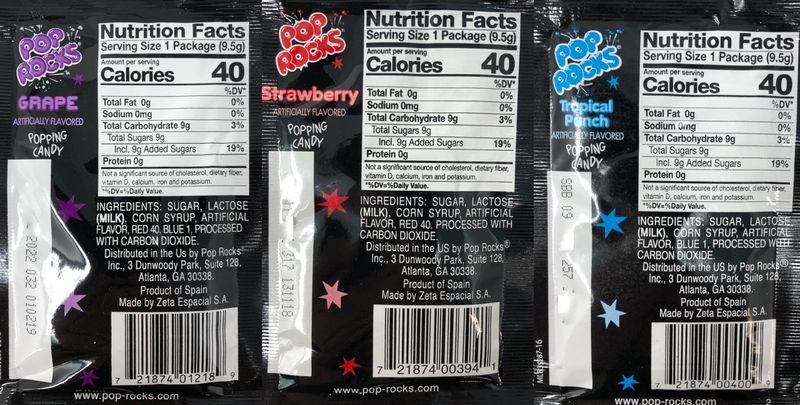 POP
ROCKS
®
GRAPE
ARTIFICIALLY FLAVORED
POPPING
CANDY
Nutrition Facts
Serving Size 1 Package (9.5g)
Amount per serving
Calories 40
%DV*
Total Fat 0g 0%
Sodium 0mg 0%
Total Carbohydrate 9g 3%
Total Sugars 9g
Incl. 9g Added Sugars 19%
Protein 0g
Not a significant source of cholesterol, dietary fiber,
vitamin D, calcium, iron and potassium.
*%DV=%Daily Value.
INGREDIENTS: SUGAR, LACTOSE
(MILK), CORN SYRUP, ARTIFICIAL
FLAVOR, RED 40, BLUE 1, PROCESSED
WITH CARBON DIOXIDE.
Distributed in the US by Pop Rocks®
Inc., 3 Dunwoody Park, Suite 128,
Atlanta, GA 30338.
Product of Spain
Made by Zeta Espacial S.A.
2022 032 010219
7 21874 01218 9
www.pop-rocks.com
POP
ROCKS
®
Strawberry
ARTIFICIALLY FLAVORED
POPPING
CANDY
Nutrition Facts
Serving Size 1 Package (9.5g)
Amount per serving
Calories 40
%DV*
Total Fat 0g 0%
Sodium 0mg 0%
Total Carbohydrate 9g 3%
Total Sugars 9g
Incl. 9g Added Sugars 19%
Protein 0g
Not a significant source of cholesterol, dietary fiber,
vitamin D, calcium, iron and potassium.
*%DV=%Daily Value.
INGREDIENTS: SUGAR, LACTOSE
(MILK), CORN SYRUP, ARTIFICIAL
FLAVOR, RED 40, PROCESSED WITH
CARBON DIOXIDE.
Distributed in the US by Pop Rocks®
Inc., 3 Dunwoody Park, Suite 128,
Atlanta, GA 30338.
Product of Spain
Made by Zeta Espacial S.A.
317 131118
7 21874 00394 1
www.pop-rocks.com
POP
ROCKS
®
Tropical
Punch
ARTIFICIALLY FLAVORED
POPPING
CANDY
Nutrition Facts
Serving Size 1 Package (9.5g)
Amount per serving
Calories 40
%DV*
Total Fat 0g 0%
Sodium 0mg 0%
Total Carbohydrate 9g 3%
Total Sugars 9g
Incl. 9g Added Sugars 19%
Protein 0g
Not a significant source of cholesterol, dietary fiber,
vitamin D, calcium, iron and potassium.
*%DV=%Daily Value.
INGREDIENTS: SUGAR, LACTOSE
(MILK), CORN SYRUP, ARTIFICIAL
FLAVOR, BLUE 1, PROCESSED WITH
CARBON DIOXIDE.
Distributed in the US by Pop Rocks®
Inc., 3 Dunwoody Park, Suite 128,
Atlanta, GA 30338.
Product of Spain
Made by Zeta Espacial S.A.
257
7 21874 00400 9
www.pop-rocks.com